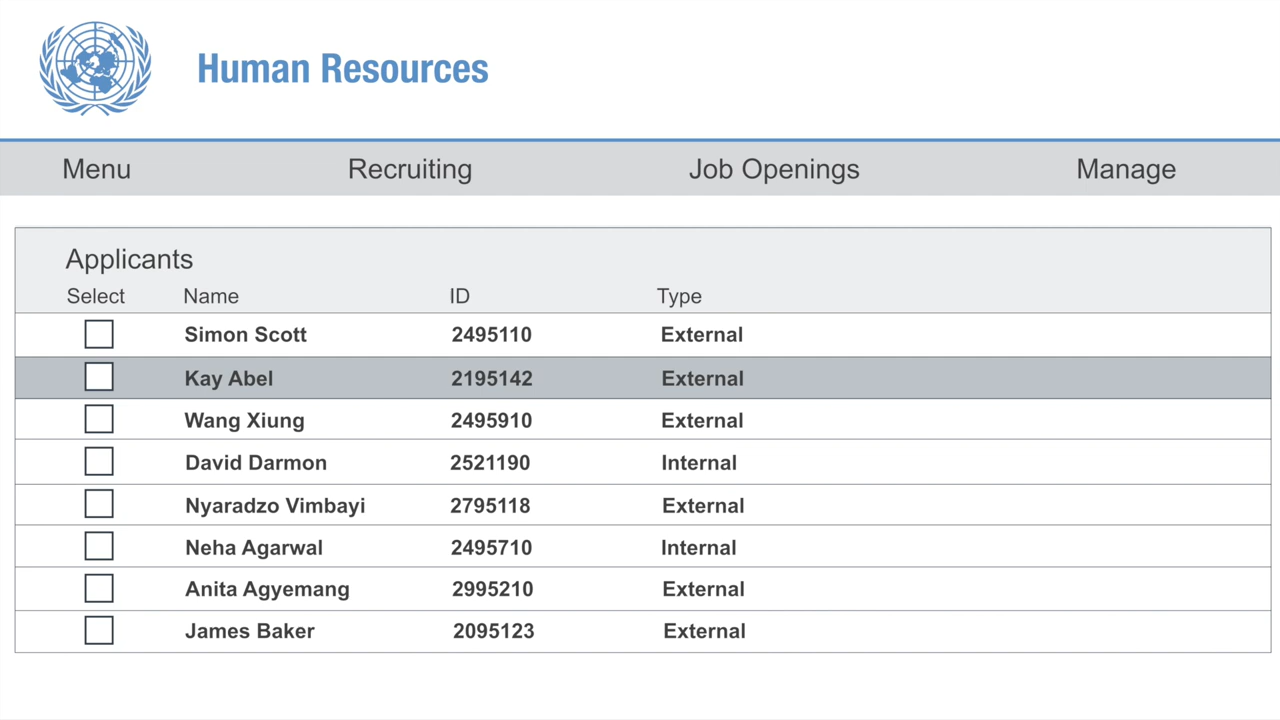 Human Resources
Menu Recruiting Job Openings Manage
Applicants
Select Name ID Type
Simon Scott 2495110 External
Kay Abel 2195142 External
Wang Xiung 2495910 External
David Darmon 2521190 Internal
Nyaradzo Vimbayi 2795118 External
Neha Agarwal 2495710 Internal
Anita Agyemang 2995210 External
James Baker 2095123 External